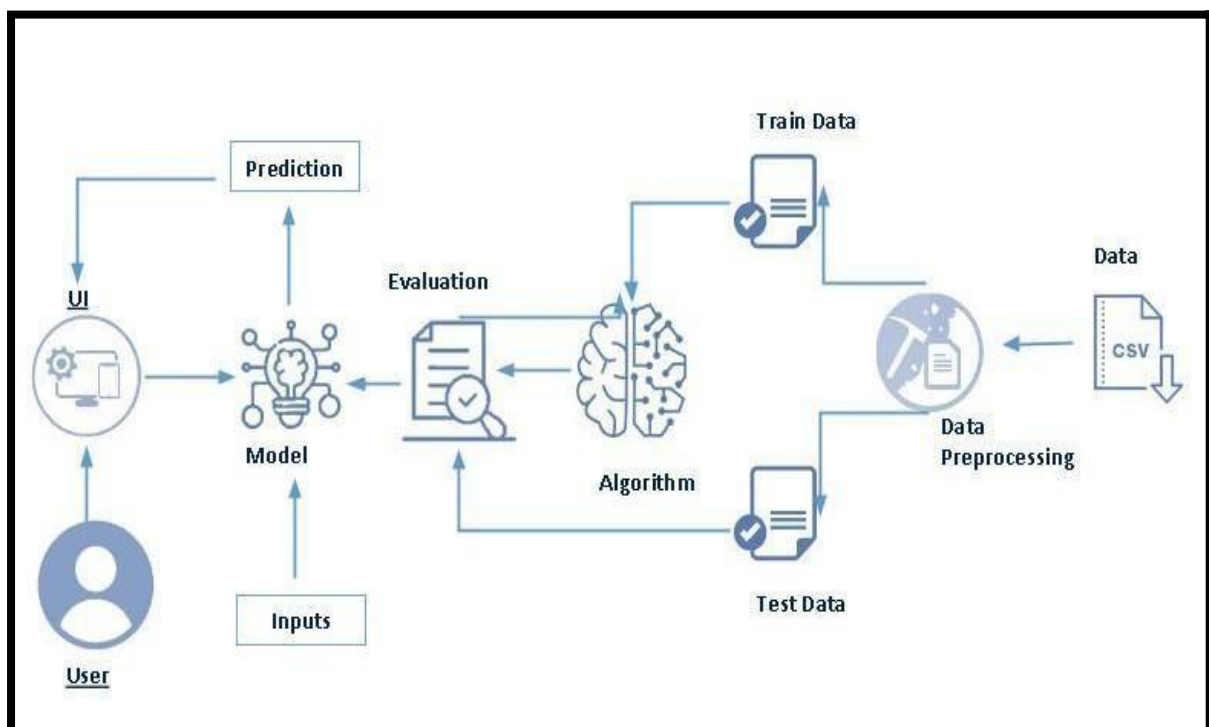 Train Data
Prediction
Data
Evaluation
UI
CSV
Data
Preprocessing
Model
Algorithm
Test Data
Inputs
User